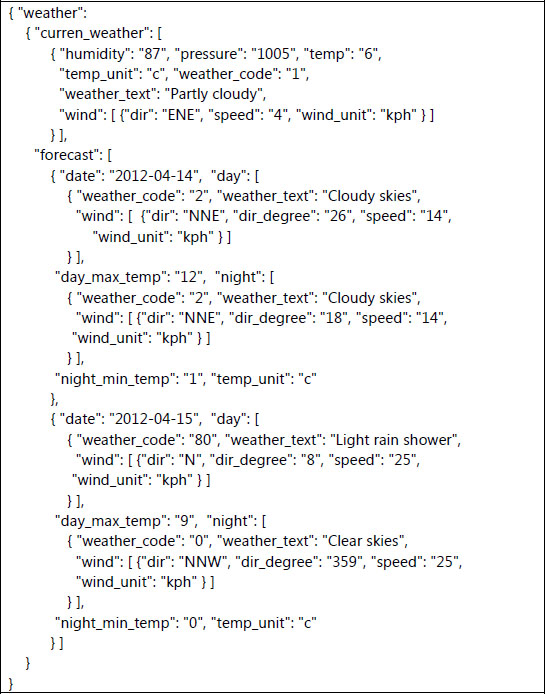 { "weather":
{ "curren_weather": [
{ "humidity": "87", "pressure": "1005", "temp": "6",
"temp_unit": "c", "weather_code": "1",
"weather_text": "Partly cloudy",
"wind": [ {"dir": "ENE", "speed": "4", "wind_unit": "kph" } ]
} ],
"forecast": [
{ "date": "2012-04-14", "day": [
{ "weather_code": "2", "weather_text": "Cloudy skies",
"wind": [ {"dir": "NNE", "dir_degree": "26", "speed": "14",
"wind_unit": "kph" } ]
} ],
"day_max_temp": "12", "night": [
{ "weather_code": "2", "weather_text": "Cloudy skies",
"wind": [ {"dir": "NNE", "dir_degree": "18", "speed": "14",
"wind_unit": "kph" } ]
} ],
"night_min_temp": "1", "temp_unit": "c"
},
{ "date": "2012-04-15", "day": [
{ "weather_code": "80", "weather_text": "Light rain shower",
"wind": [ {"dir": "N", "dir_degree": "8", "speed": "25",
"wind_unit": "kph" } ]
} ],
"day_max_temp": "9", "night": [
{ "weather_code": "0", "weather_text": "Clear skies",
"wind": [ {"dir": "NNW", "dir_degree": "359", "speed": "25",
"wind_unit": "kph" } ]
} ],
"night_min_temp": "0", "temp_unit": "c"
} ]
}
}